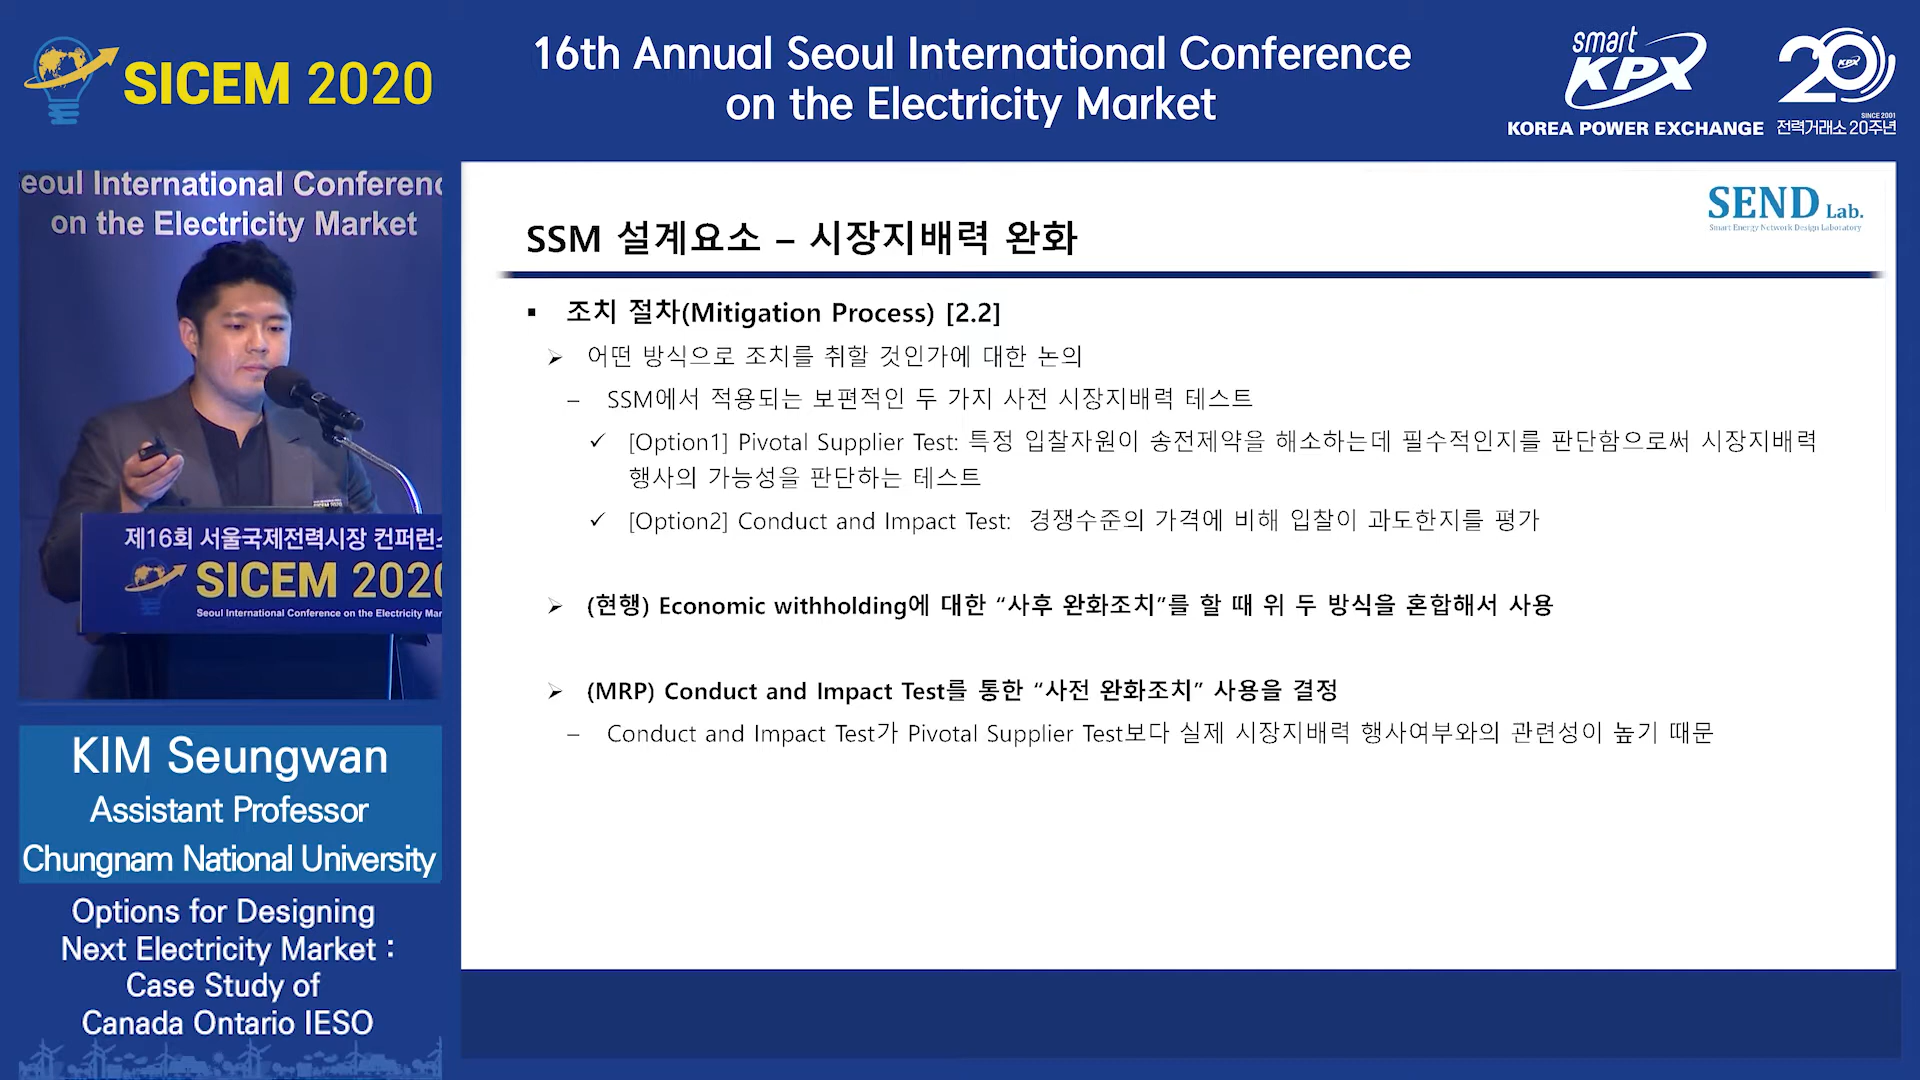 SICEM 2020
16th Annual Seoul International Conference
on the Electricity Market
smart
KPX
KOREA POWER EXCHANGE
20
KPX
SINCE 2001
전력거래소 20주년
eoul International Conferenc
on the Electricity Market
제16회 서울국제전력시장 컨퍼런스
SICEM 2020
Seoul International Conference on the Electricity Mar
KIM Seungwan
Assistant Professor
Chungnam National University
Options for Designing
Next Electricity Market :
Case Study of
Canada Ontario IESO
SEND Lab.
Smart Energy Network Design Laboratory
SSM 설계요소 – 시장지배력 완화
▪ 조치 절차(Mitigation Process) [2.2]
➢ 어떤 방식으로 조치를 취할 것인가에 대한 논의
– SSM에서 적용되는 보편적인 두 가지 사전 시장지배력 테스트
✓ [Option1] Pivotal Supplier Test: 특정 입찰자원이 송전제약을 해소하는데 필수적인지를 판단함으로써 시장지배력
행사의 가능성을 판단하는 테스트
✓ [Option2] Conduct and Impact Test: 경쟁수준의 가격에 비해 입찰이 과도한지를 평가
➢ (현행) Economic withholding에 대한 “사후 완화조치”를 할 때 위 두 방식을 혼합해서 사용
➢ (MRP) Conduct and Impact Test를 통한 “사전 완화조치” 사용을 결정
– Conduct and Impact Test가 Pivotal Supplier Test보다 실제 시장지배력 행사여부와의 관련성이 높기 때문